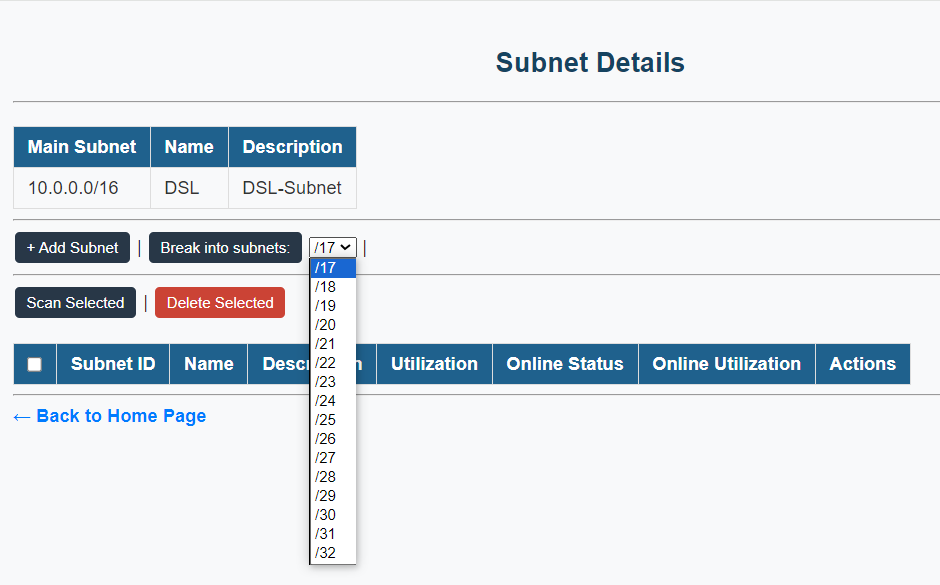 Subnet Details
Main Subnet Name Description
10.0.0.0/16 DSL DSL-Subnet
+ Add Subnet | Break into subnets: /17 |
/17
/18
Scan Selected | Delete Selected
/19
/20
/21
Subnet ID Name Desc n Utilization Online Status Online Utilization Actions
/22
/23
/24
← Back to Home Page
/25
/26
/27
/28
/29
/30
/31
/32